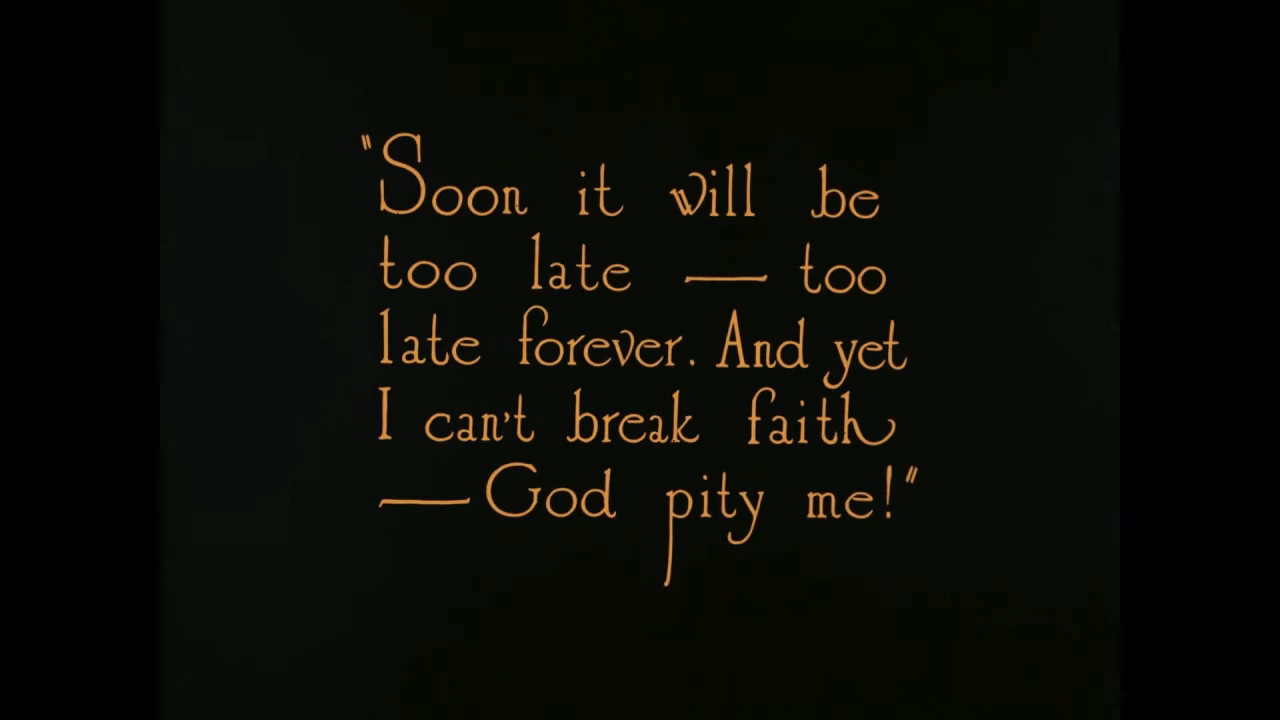 "Soon it will be
too late — too
late forever. And yet
I can't break faith
— God pity me!"